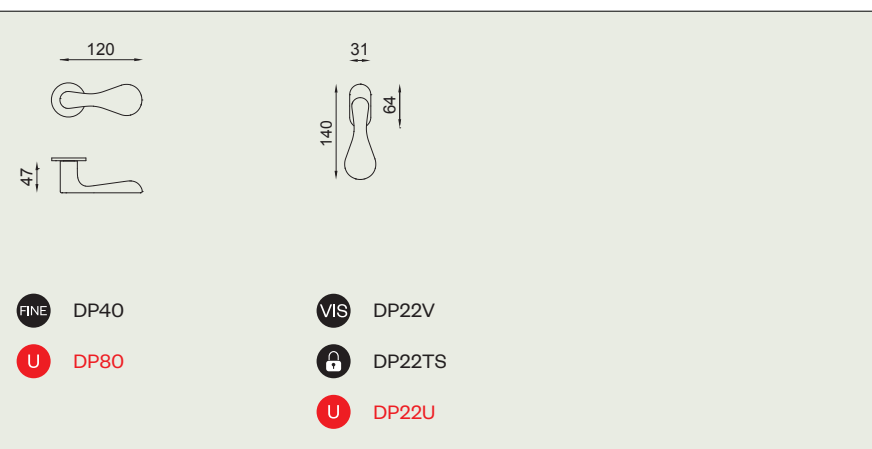 120
47
31
140
64
FINE DP40
U DP80
VIS DP22V
DP22TS
U DP22U